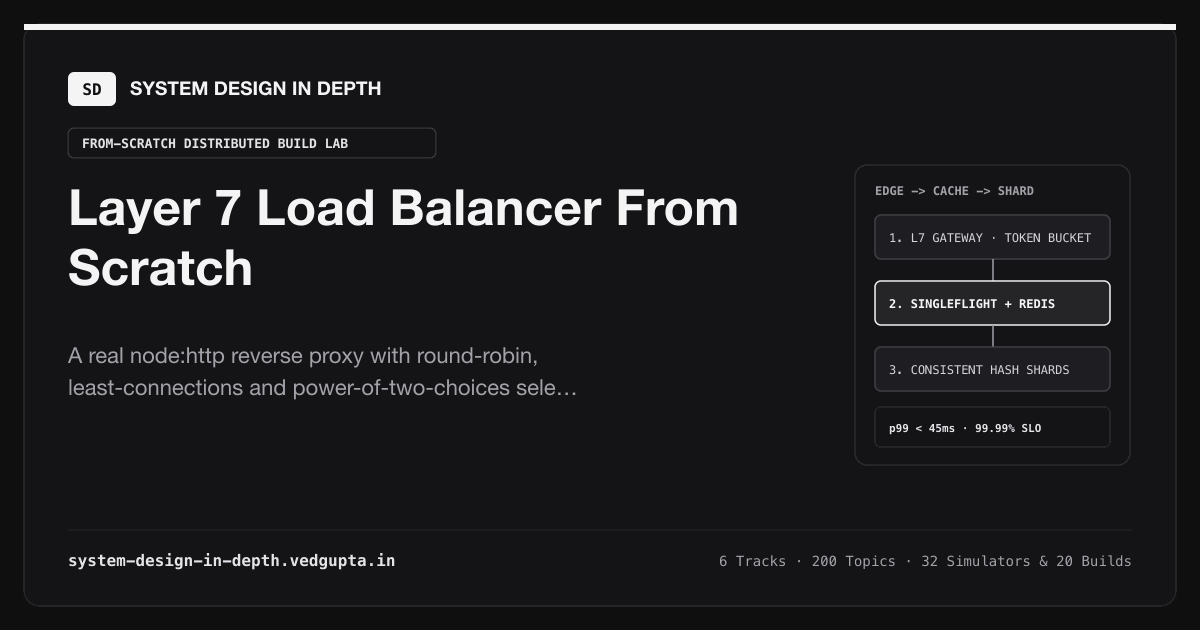 SD SYSTEM DESIGN IN DEPTH
FROM-SCRATCH DISTRIBUTED BUILD LAB
Layer 7 Load Balancer From
Scratch
A real node:http reverse proxy with round-robin,
least-connections and power-of-two-choices sele…
EDGE -> CACHE -> SHARD
1. L7 GATEWAY · TOKEN BUCKET
2. SINGLEFLIGHT + REDIS
3. CONSISTENT HASH SHARDS
p99 < 45ms · 99.99% SLO
system-design-in-depth.vedgupta.in
6 Tracks · 200 Topics · 32 Simulators & 20 Builds